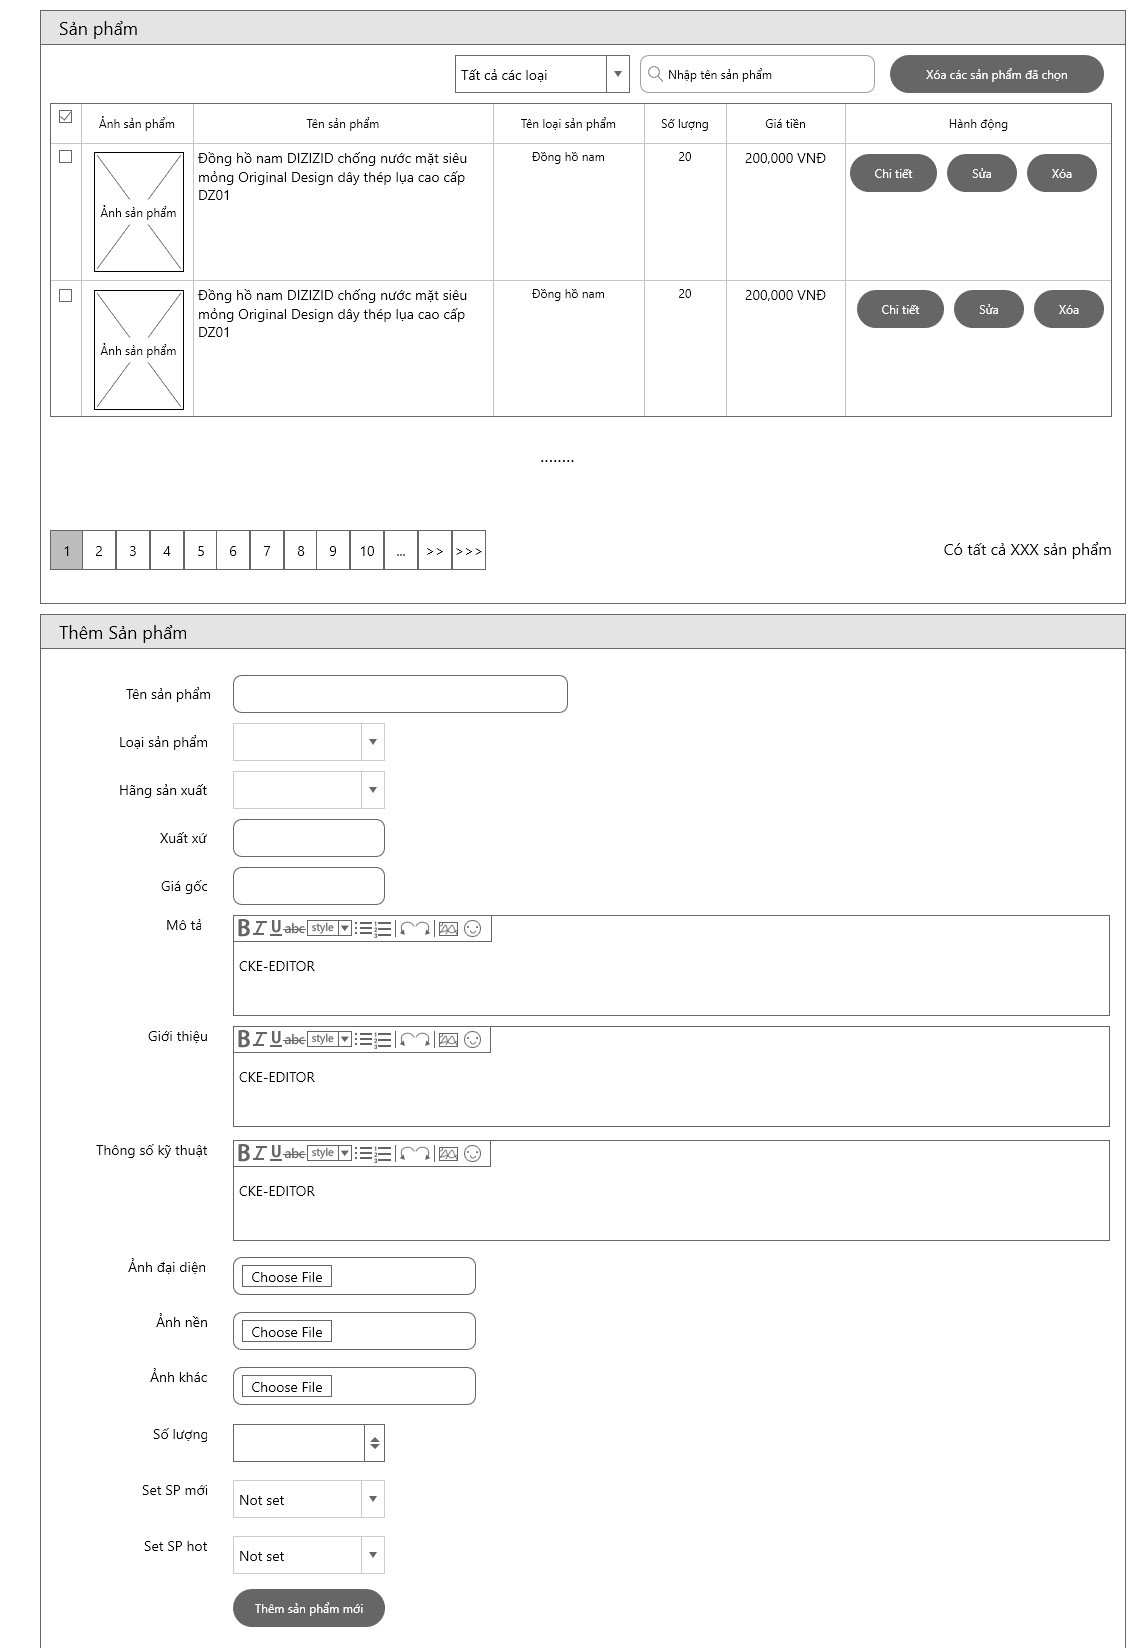 Sản phẩm
Tất cả các loại
Nhập tên sản phẩm
Xóa các sản phẩm đã chọn
Ảnh sản phẩm Tên sản phẩm Tên loại sản phẩm Số lượng Giá tiền Hành động
Đồng hồ nam DIZIZID chống nước mặt siêu
mỏng Original Design dây thép lụa cao cấp
DZ01
Ảnh sản phẩm
Đồng hồ nam
20
200,000 VNĐ
Chi tiết
Sửa
Xóa
Đồng hồ nam DIZIZID chống nước mặt siêu
mỏng Original Design dây thép lụa cao cấp
DZ01
Ảnh sản phẩm
Đồng hồ nam
20
200,000 VNĐ
Chi tiết
Sửa
Xóa
........
1 2 3 4 5 6 7 8 9 10 ... >> >>>
Có tất cả XXX sản phẩm
Thêm Sản phẩm
Tên sản phẩm
Loại sản phẩm
Hãng sản xuất
Xuất xứ
Giá gốc
Mô tả
B I U abc style
CKE-EDITOR
Giới thiệu
B I U abc style
CKE-EDITOR
Thông số kỹ thuật
B I U abc style
CKE-EDITOR
Ảnh đại diện
Choose File
Ảnh nền
Choose File
Ảnh khác
Choose File
Số lượng
Set SP mới
Not set
Set SP hot
Not set
Thêm sản phẩm mới